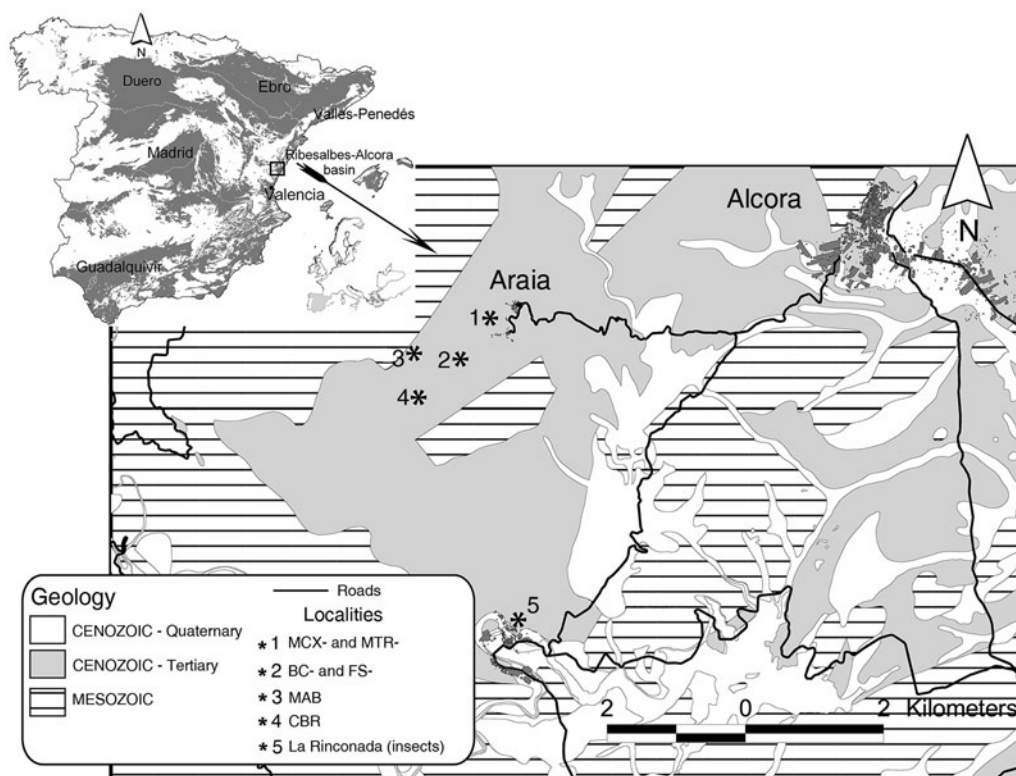 N
Duero
Ebro
Vallès-Penedés
Madrid
Ribesalbes-Alcora
basin
Valencia
Guadalquivir
Alcora
N
Araia
1*
3* 2*
4*
*5
Geology
CENOZOIC - Quaternary
CENOZOIC - Tertiary
MESOZOIC
Roads
Localities
*1 MCX- and MTR-
*2 BC- and FS-
*3 MAB
*4 CBR
*5 La Rinconada (insects)
2 0 2 Kilometers